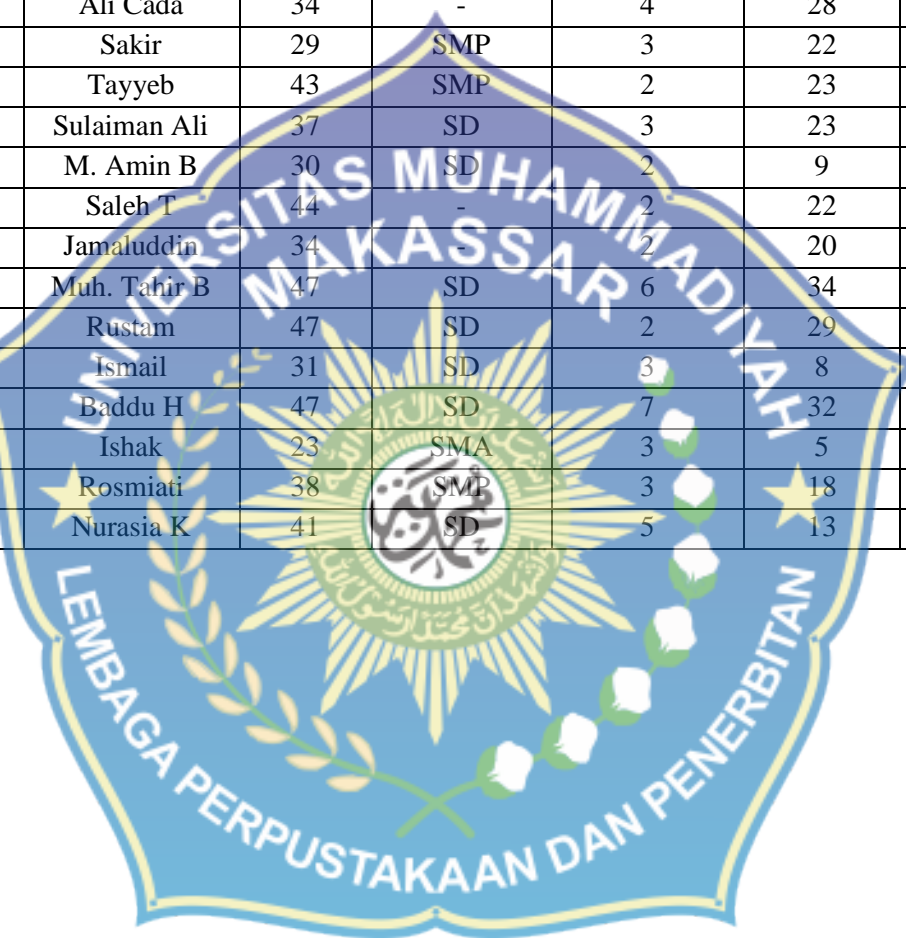 Ali Cada 34 - 4 28
Sakir 29 SMP 3 22
Tayyeb 43 SMP 2 23
Sulaiman Ali 37 SD 3 23
M. Amin B 30 SD 2 9
Saleh T 44 - 2 22
Jamaluddin 34 - 2 20
Muh. Tahir B 47 SD 6 34
Rustam 47 SD 2 29
Ismail 31 SD 3 8
Baddu H 47 SD 7 32
Ishak 23 SMA 3 5
Rosmiati 38 SMP 3 18
Nurasia K 41 SD 5 13
UNIVERSITAS MUHAMMADIYAH
MAKASSAR
LEMBAGA PERPUSTAKAAN DAN PENERBITAN